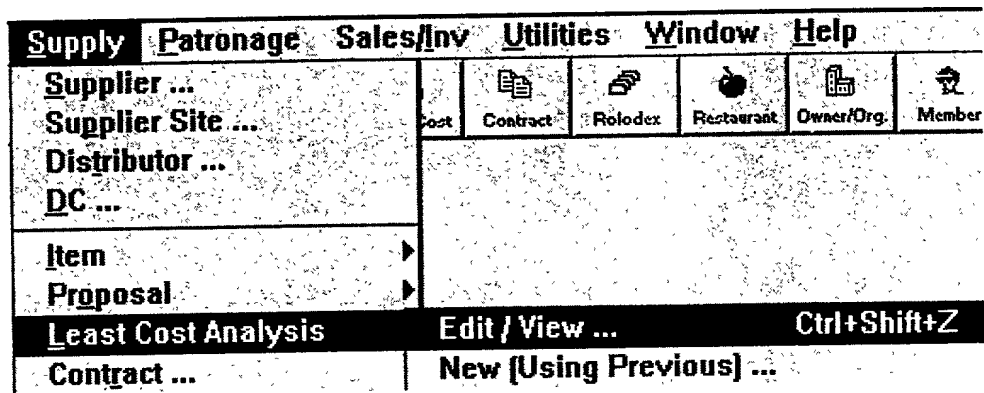 Supply Patronage Sales/Inv Utilities Window Help
Supplier ...
Supplier Site ...
Distributor ...
DC ...
Item
Proposal
Least Cost Analysis
Contract ...
Cost Contract Rolodex Restaurant Owner/Org. Member
Edit / View ... Ctrl+Shift+Z
New (Using Previous) ...